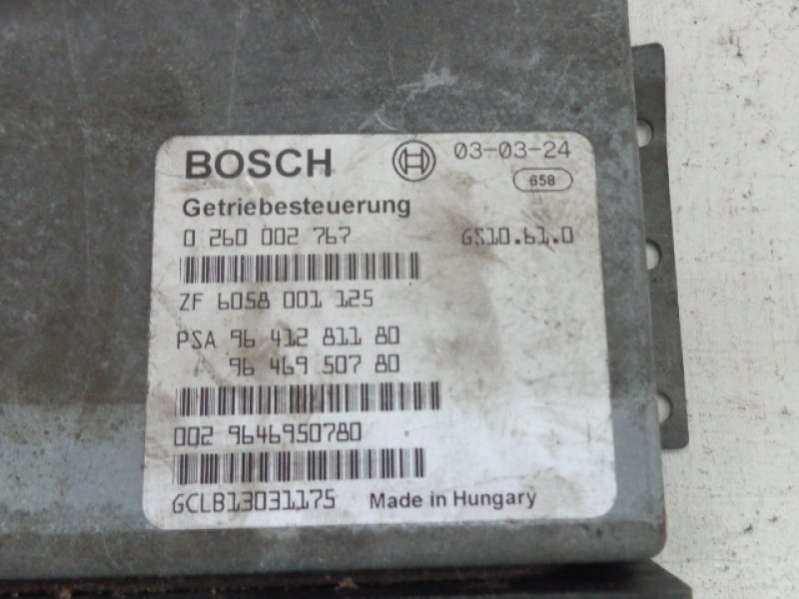 BOSCH 03-03-24
658
Getriebesteuerung
0 260 002 767 GS10.61.0
ZF 6058 001 125
PSA 96 412 811 80
96 469 507 80
002 9646950780
GCLB13031175 Made in Hungary